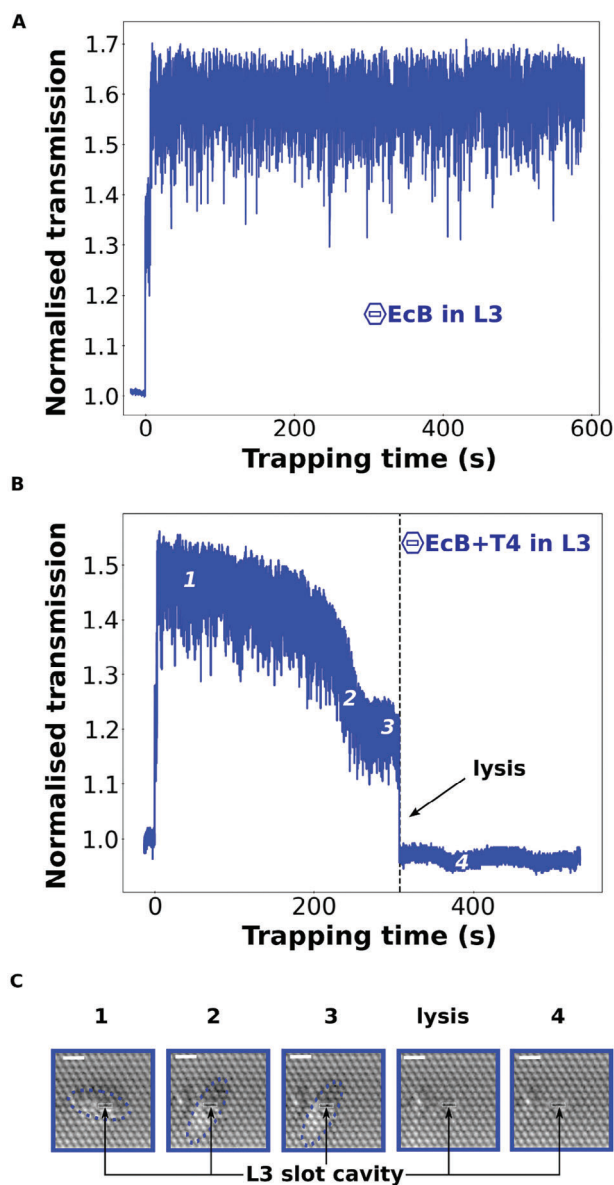 A
Normalised transmission
1.7
1.6
1.5
1.4
1.3
1.2
1.1
1.0
EcB in L3
0
200
400
600
Trapping time (s)
B
Normalised transmission
1.5
1.4
1.3
1.2
1.1
1.0
EcB+T4 in L3
1
2
3
lysis
4
0
200
400
Trapping time (s)
C
1 2 3 lysis 4
L3 slot cavity